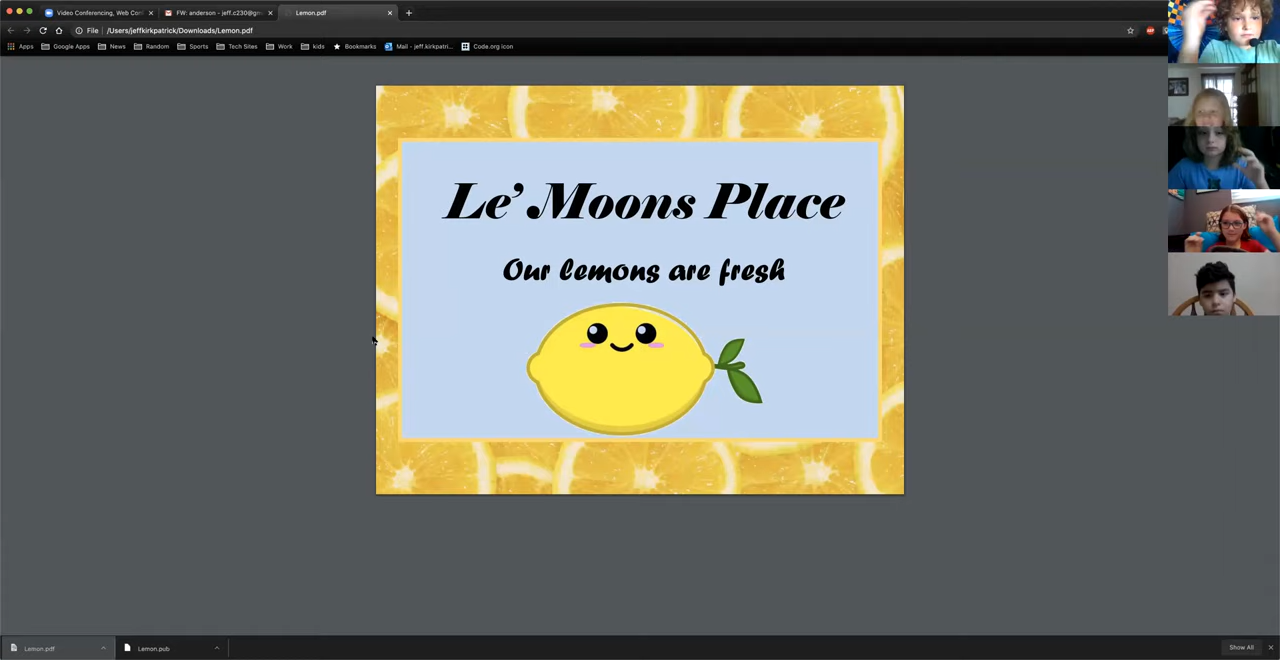 Video Conferencing, Web Con
FW: anderson - jeff.c230@gm
Lemon.pdf
File
/Users/jeffkirkpatrick/Downloads/Lemon.pdf
Apps
Google Apps
News
Random
Sports
Tech Sites
Work
kids
Bookmarks
Mail - jeff.kirkpatri...
Code.org icon
Le' Moons Place
Our lemons are fresh
Lemon.pdf
Lemon.pub
Show All